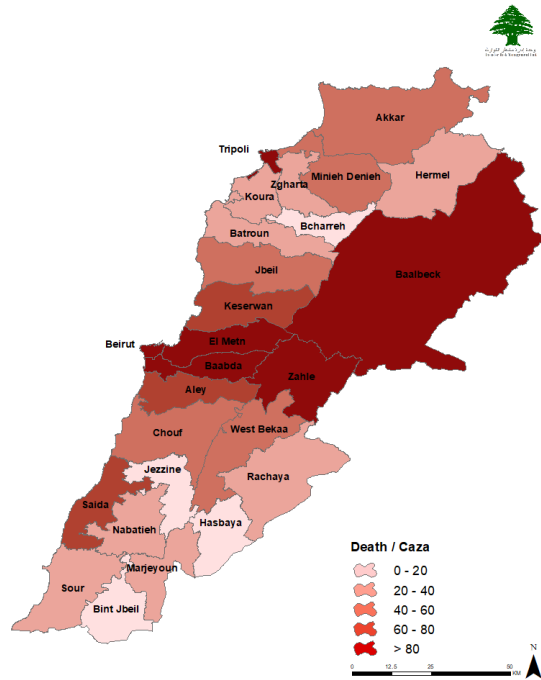 Akkar
Tripoli
Minieh Denieh
Hermel
Zgharta
Koura
Bcharreh
Batroun
Jbeil
Baalbeck
Keserwan
El Metn
Beirut
Baabda
Zahle
Aley
West Bekaa
Chouf
Jezzine
Rachaya
Saida
Hasbaya
Nabatieh
Marjeyoun
Sour
Bint Jbeil
Death / Caza
0 - 20
20 - 40
40 - 60
60 - 80
> 80
N
0 12.5 25 50
KM